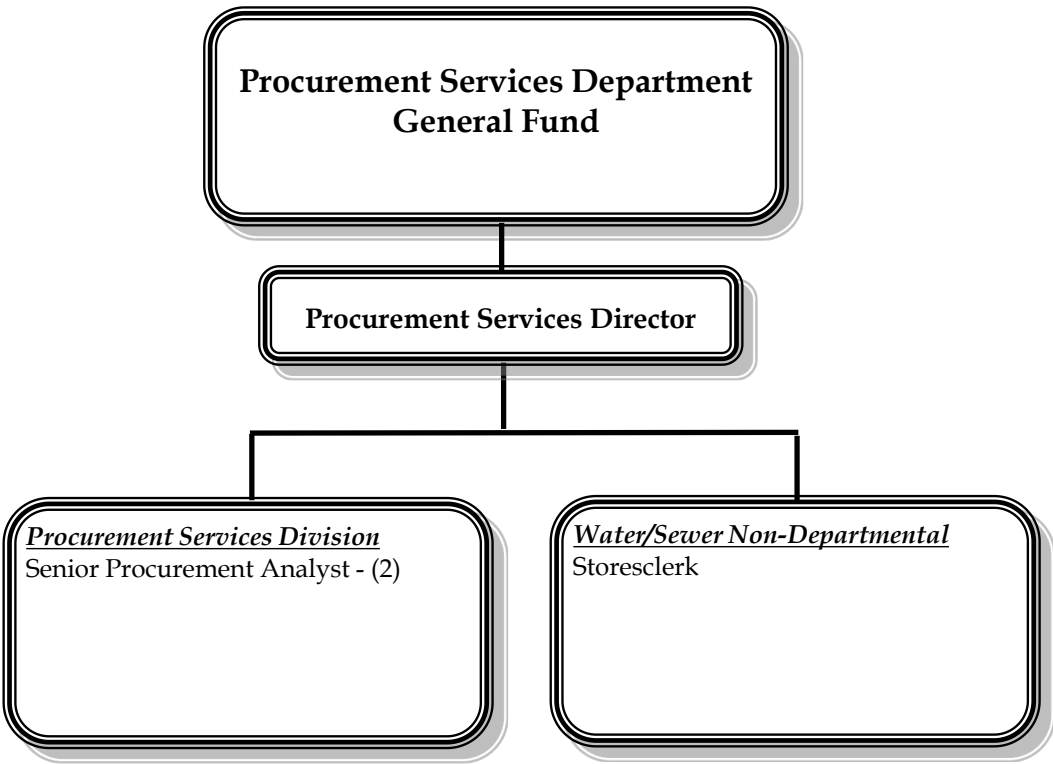 Procurement Services Department
General Fund
Procurement Services Director
Procurement Services Division
Senior Procurement Analyst - (2)
Water/Sewer Non-Departmental
Storesclerk